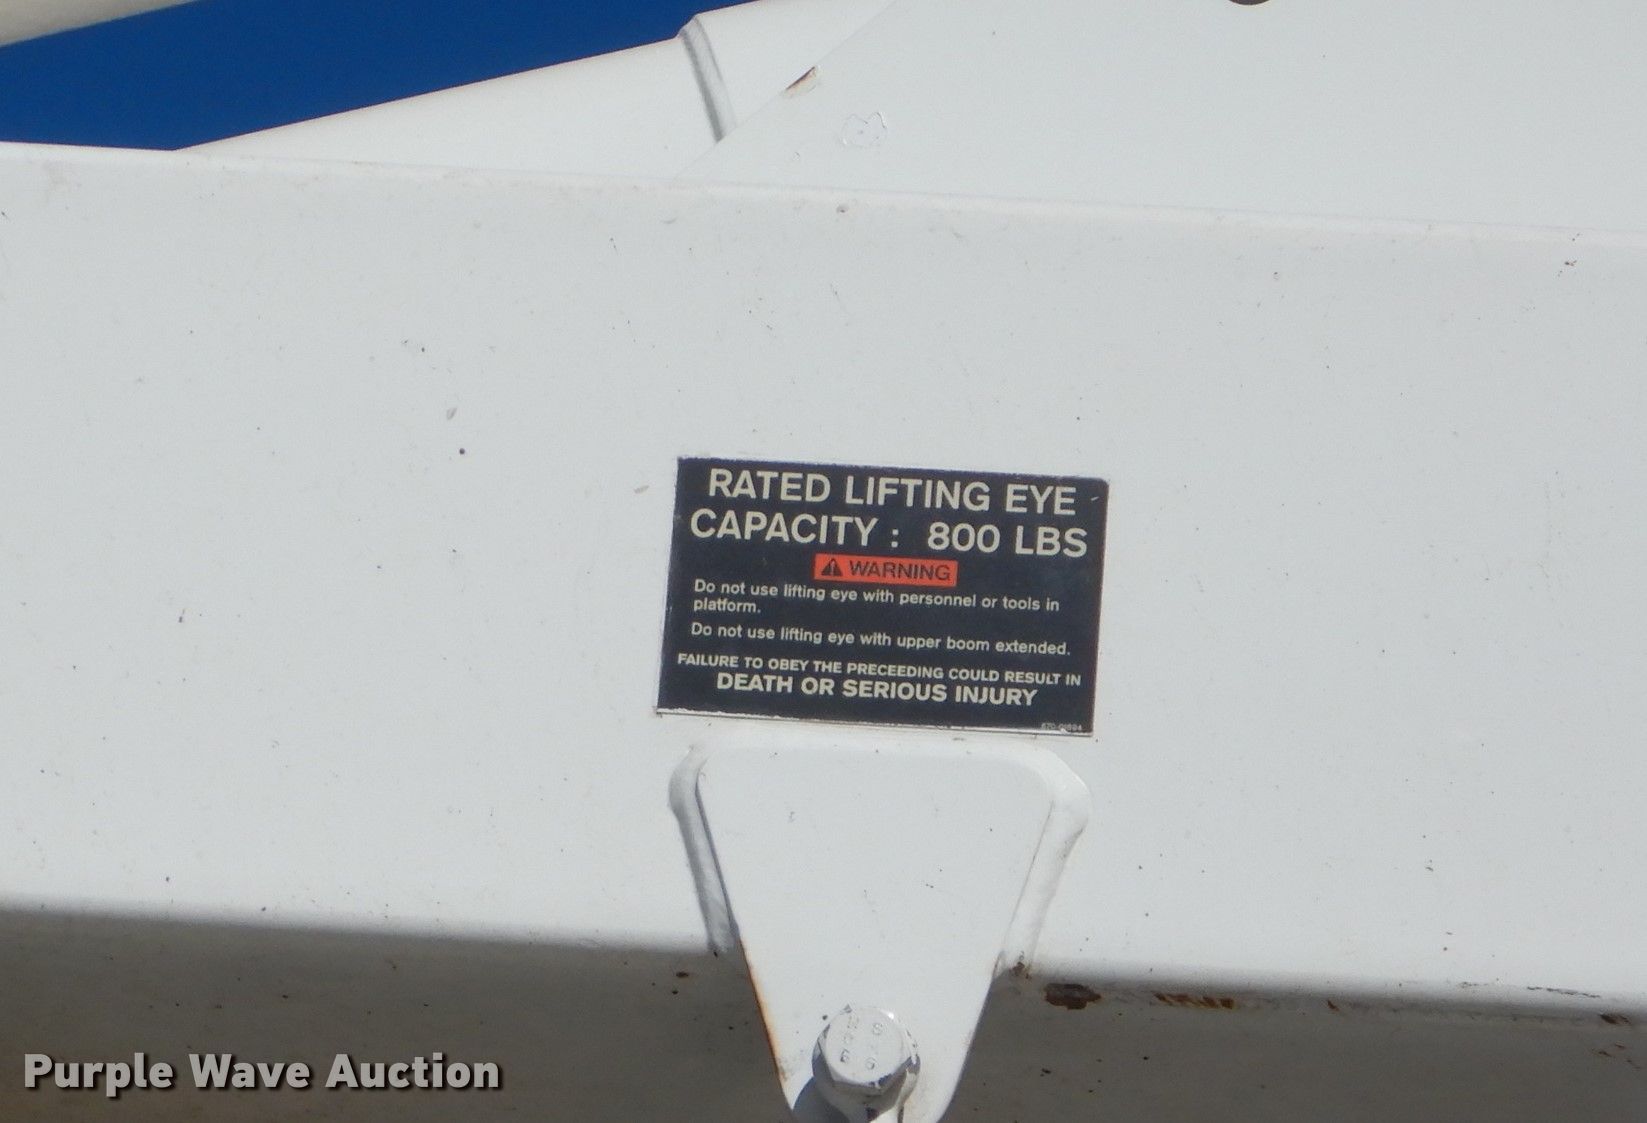 RATED LIFTING EYE
CAPACITY : 800 LBS
WARNING
Do not use lifting eye with personnel or tools in
platform.
Do not use lifting eye with upper boom extended.
FAILURE TO OBEY THE PRECEEDING COULD RESULT IN
DEATH OR SERIOUS INJURY
Purple Wave Auction